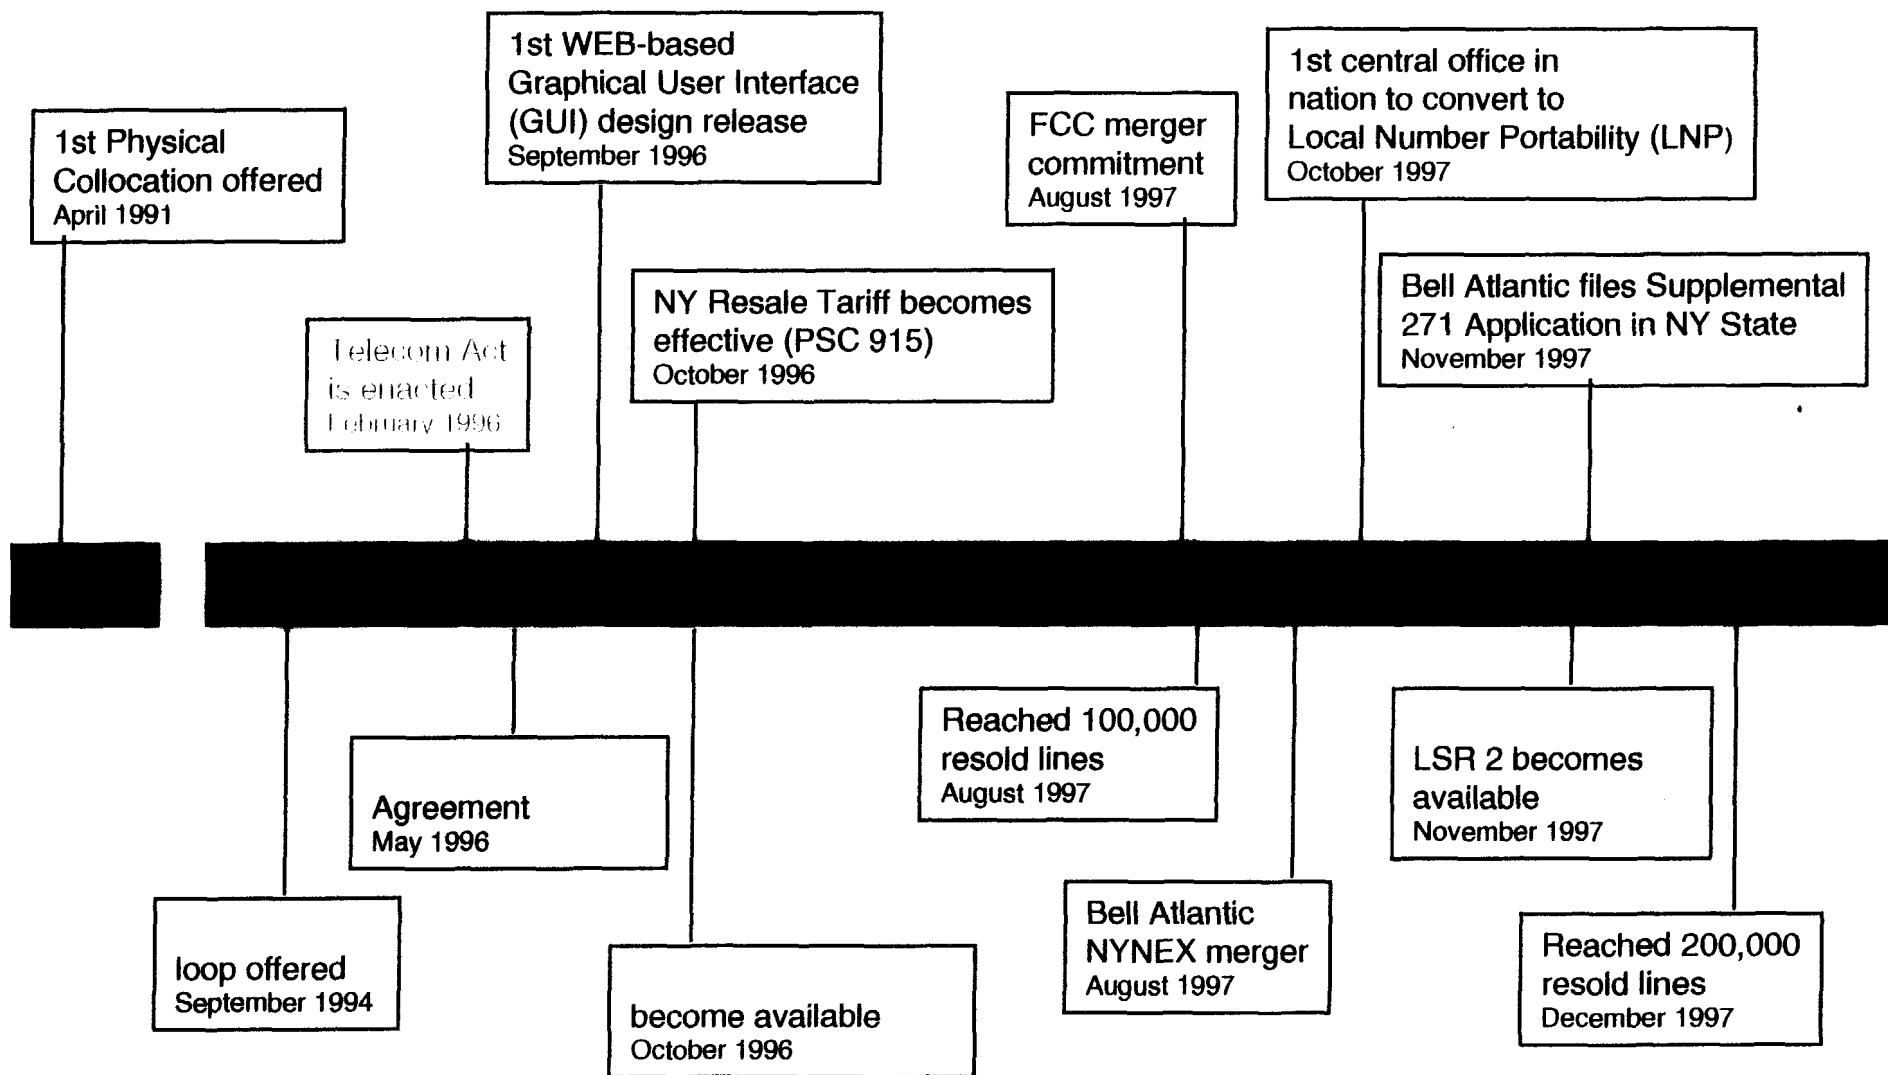 1st WEB-based
Graphical User Interface
(GUI) design release
September 1996
1st central office in
nation to convert to
Local Number Portability (LNP)
October 1997
FCC merger
commitment
August 1997
1st Physical
Collocation offered
April 1991
Bell Atlantic files Supplemental
271 Application in NY State
November 1997
NY Resale Tariff becomes
effective (PSC 915)
October 1996
Telecom Act
is enacted
February 1996
Reached 100,000
resold lines
August 1997
LSR 2 becomes
available
November 1997
Agreement
May 1996
Bell Atlantic
NYNEX merger
August 1997
Reached 200,000
resold lines
December 1997
loop offered
September 1994
become available
October 1996